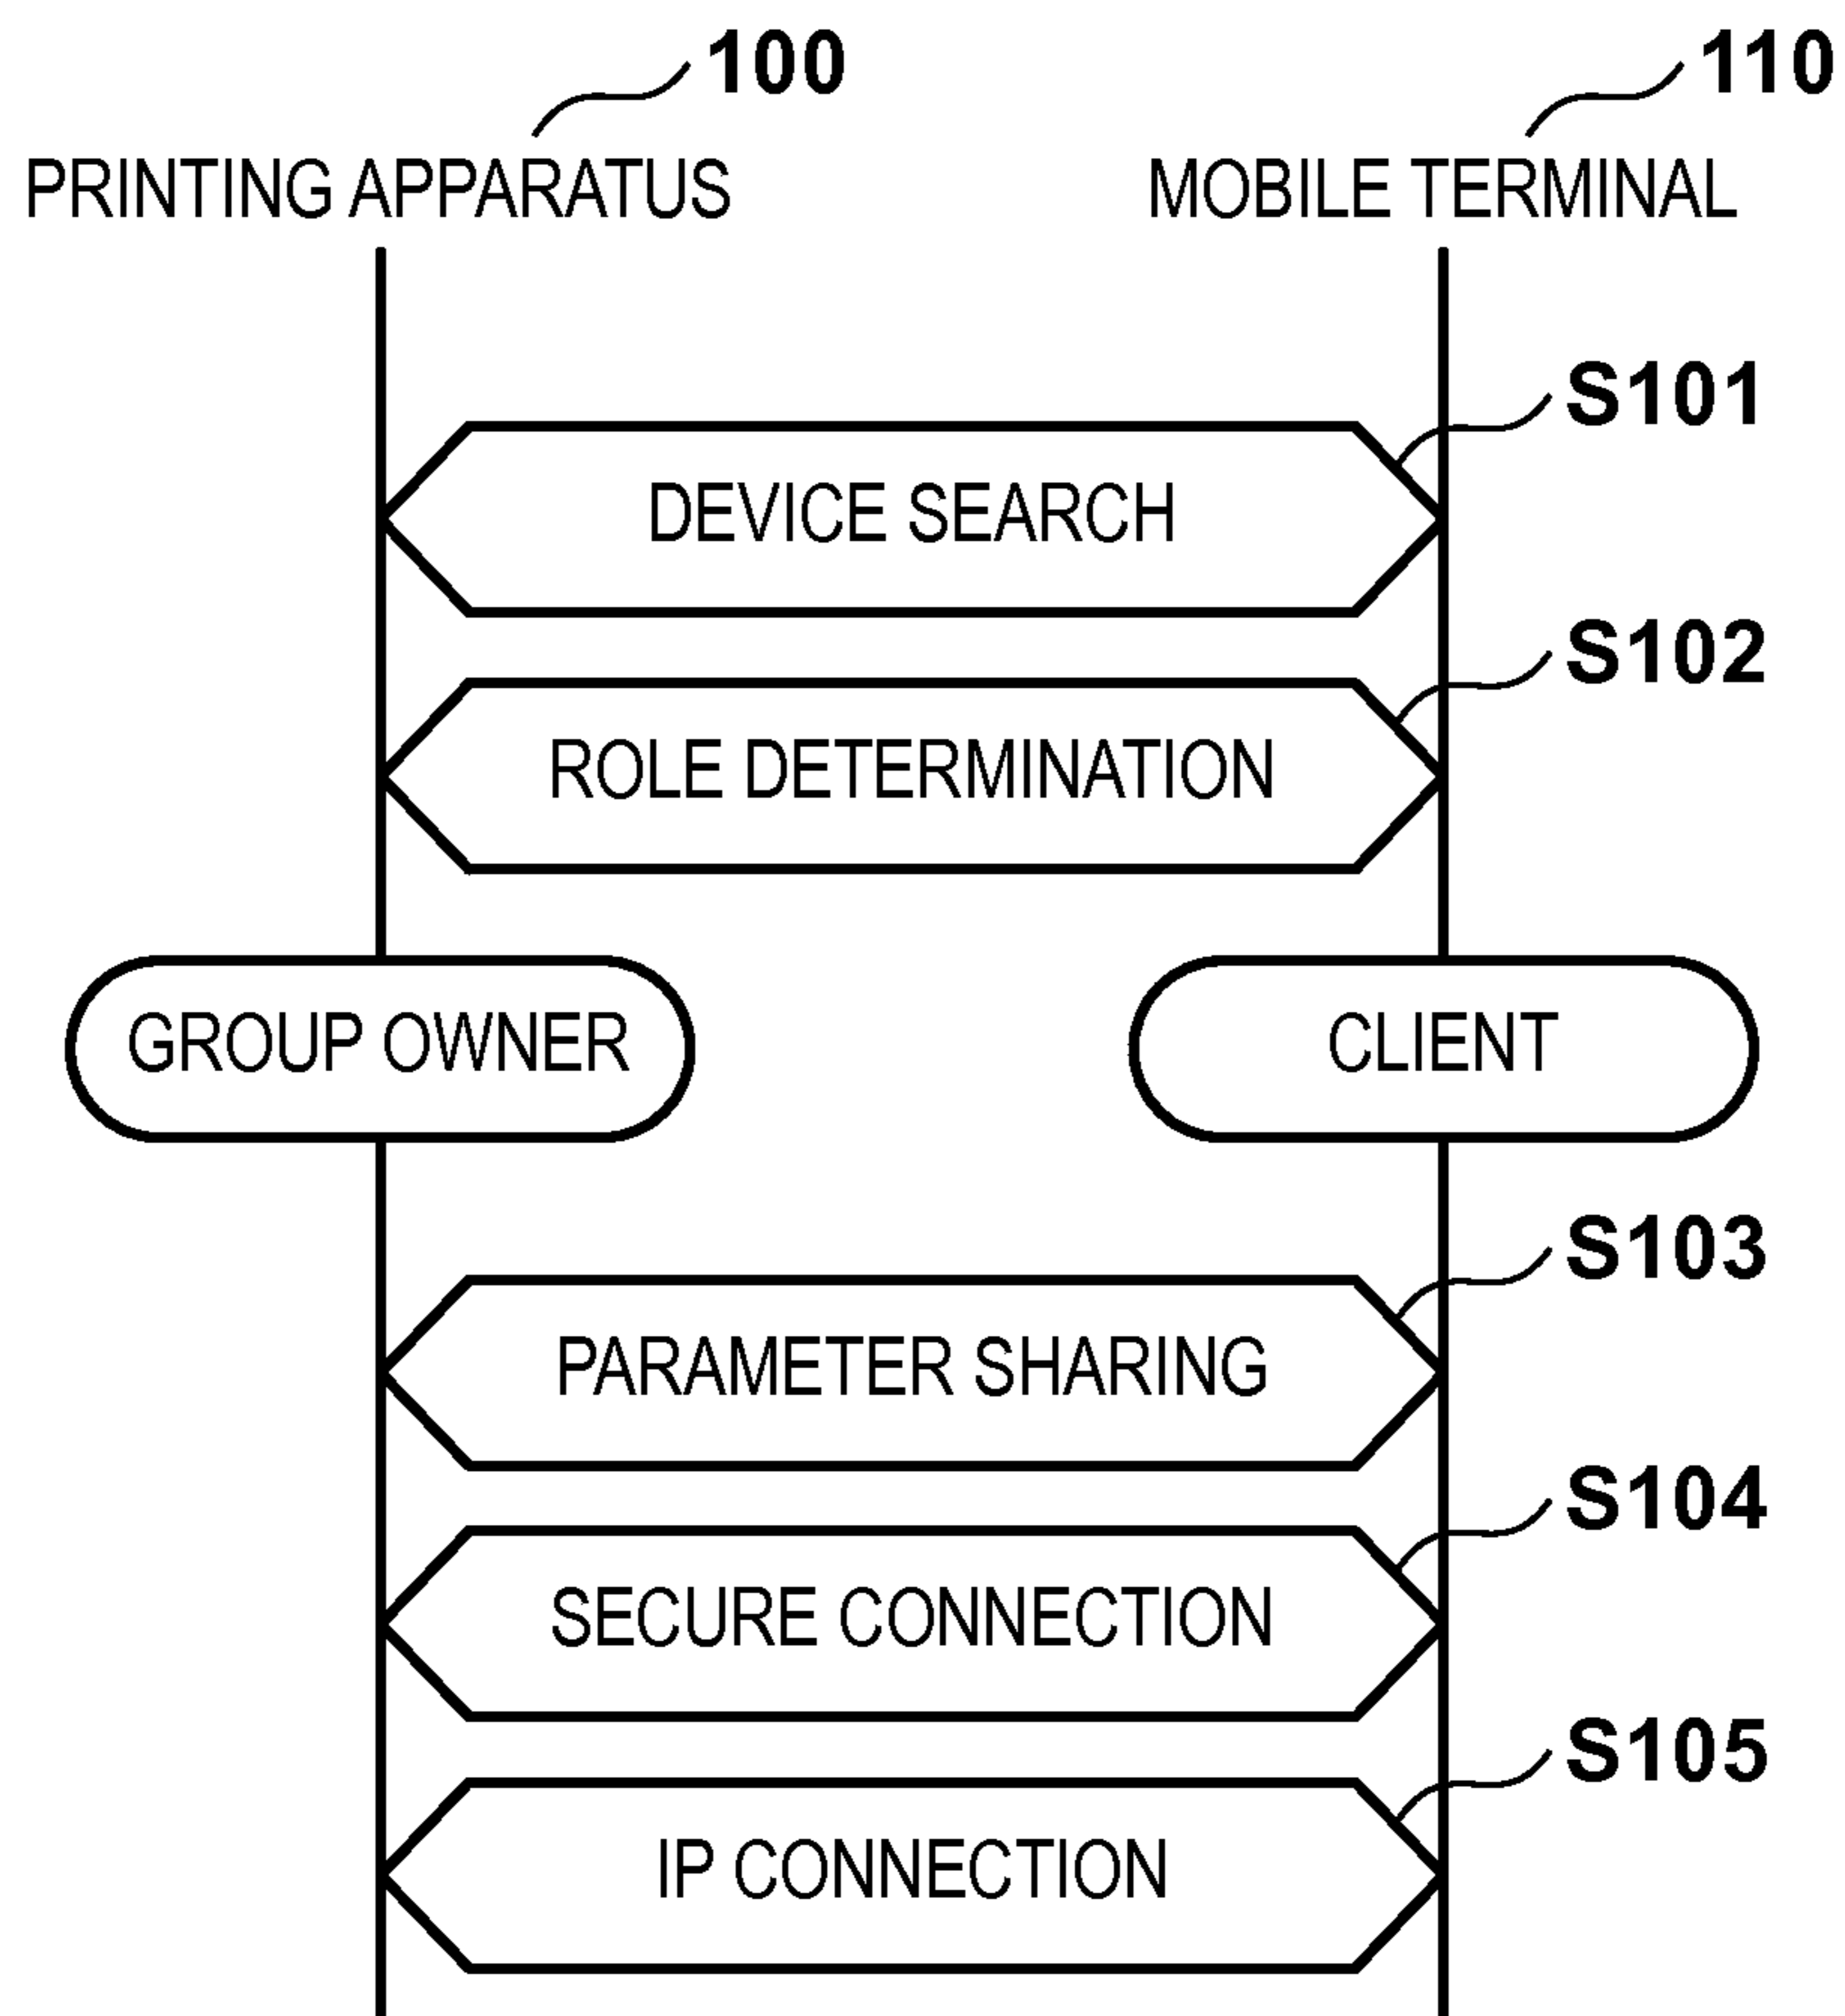 100
110
PRINTING APPARATUS
MOBILE TERMINAL
S101
DEVICE SEARCH
S102
ROLE DETERMINATION
GROUP OWNER
CLIENT
S103
PARAMETER SHARING
S104
SECURE CONNECTION
S105
IP CONNECTION